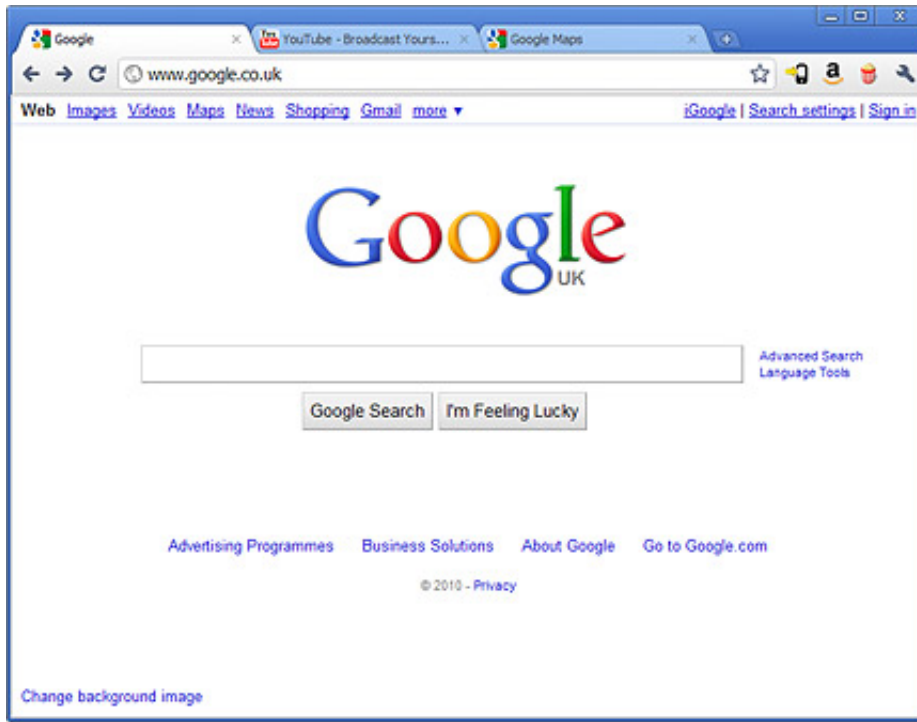 Google YouTube - Broadcast Yours... Google Maps
www.google.co.uk
Web Images Videos Maps News Shopping Gmail more ▼ iGoogle | Search settings | Sign in
Google
UK
Advanced Search
Language Tools
Google Search I'm Feeling Lucky
Advertising Programmes Business Solutions About Google Go to Google.com
© 2010 - Privacy
Change background image